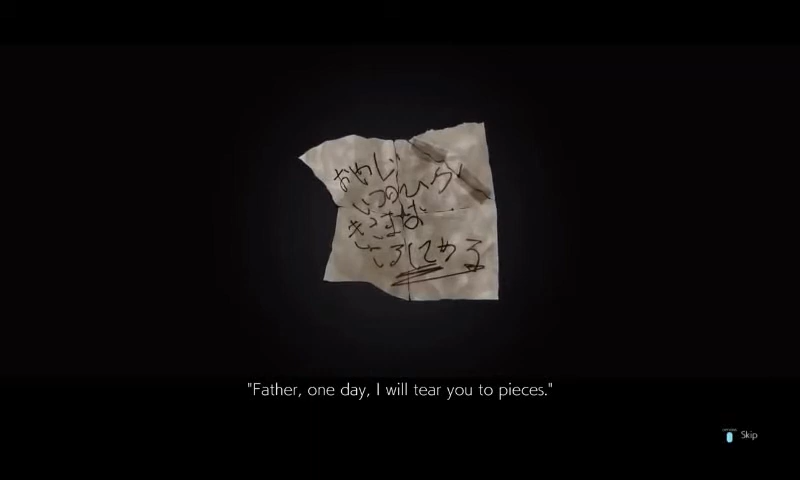 おやじ
いつのひか
きさまお
ころしてやる
"Father, one day, I will tear you to pieces."
Skip